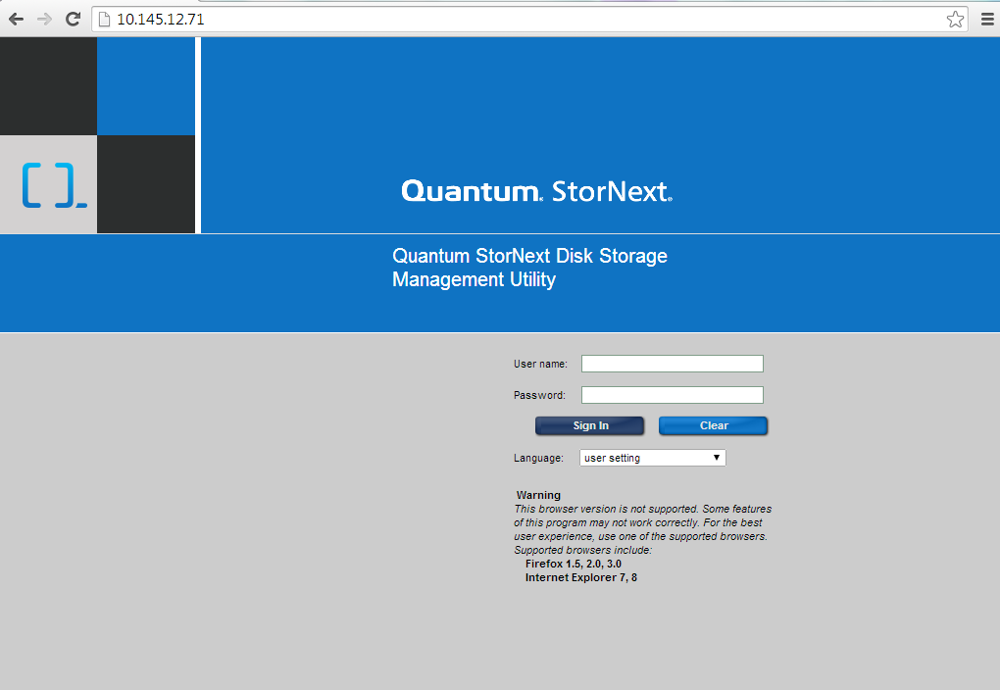 10.145.12.71
Quantum. StorNext.
Quantum StorNext Disk Storage
Management Utility
User name:
Password:
Sign In Clear
Language: user setting
Warning
This browser version is not supported. Some features
of this program may not work correctly. For the best
user experience, use one of the supported browsers.
Supported browsers include:
Firefox 1.5, 2.0, 3.0
Internet Explorer 7, 8